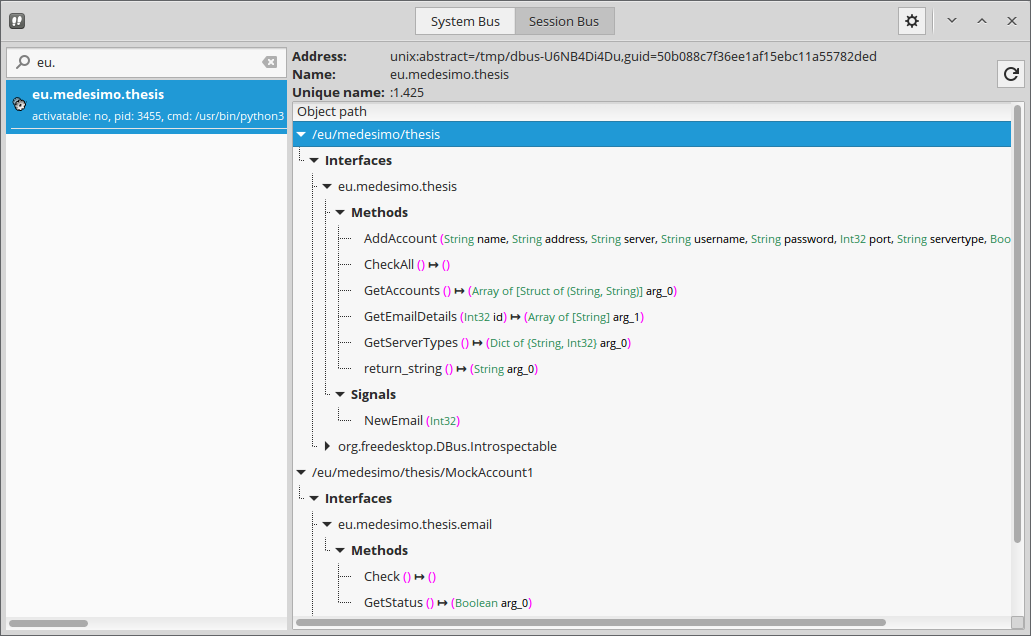 System Bus Session Bus
eu.
eu.medesimo.thesis
activatable: no, pid: 3455, cmd: /usr/bin/python3
Address: unix:abstract=/tmp/dbus-U6NB4Di4Du,guid=50b088c7f36ee1af15ebc11a55782ded
Name: eu.medesimo.thesis
Unique name: :1.425
Object path
/eu/medesimo/thesis
Interfaces
eu.medesimo.thesis
Methods
AddAccount (String name, String address, String server, String username, String password, Int32 port, String servertype, Boo
CheckAll () ↦ ()
GetAccounts () ↦ (Array of [Struct of (String, String)] arg_0)
GetEmailDetails (Int32 id) ↦ (Array of [String] arg_1)
GetServerTypes () ↦ (Dict of {String, Int32} arg_0)
return_string () ↦ (String arg_0)
Signals
NewEmail (Int32)
org.freedesktop.DBus.Introspectable
/eu/medesimo/thesis/MockAccount1
Interfaces
eu.medesimo.thesis.email
Methods
Check () ↦ ()
GetStatus () ↦ (Boolean arg_0)